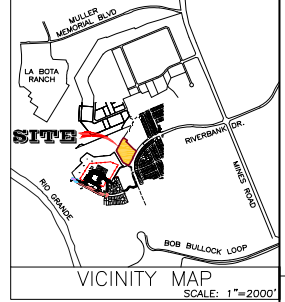 MULLER
MEMORIAL BLVD
LA BOTA
RANCH
SITE
RIVERBANK DR.
MINES ROAD
RIO GRANDE
BOB BULLOCK LOOP
VICINITY MAP
SCALE: 1"=2000'